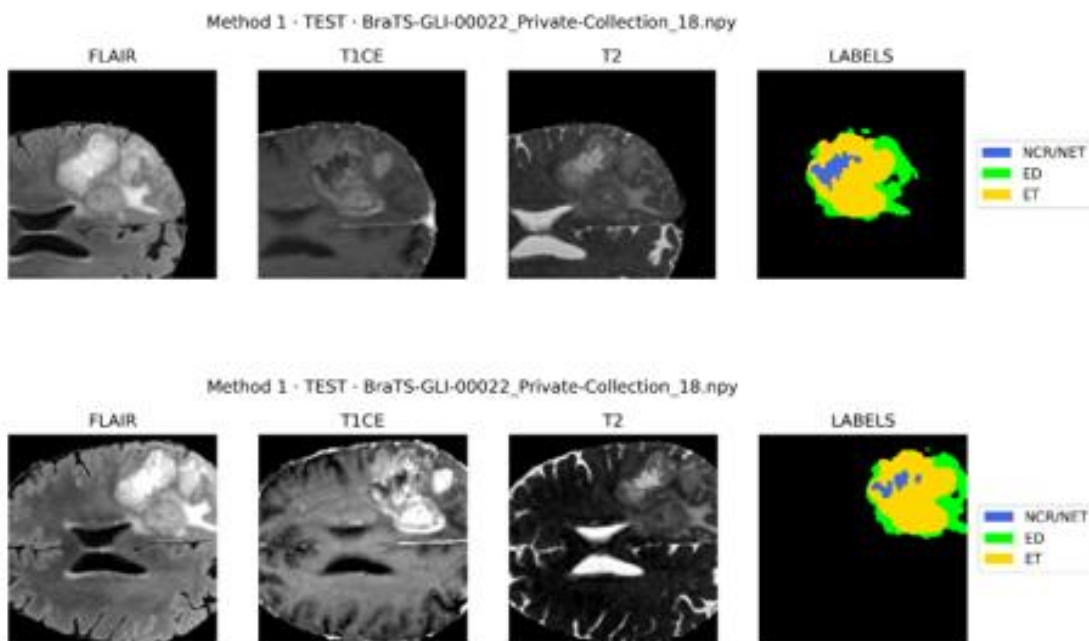 Method 1 · TEST · BraTS-GLI-00022_Private-Collection_18.npy
FLAIR T1CE T2 LABELS
NCR/NET
ED
ET
Method 1 · TEST · BraTS-GLI-00022_Private-Collection_18.npy
FLAIR T1CE T2 LABELS
NCR/NET
ED
ET